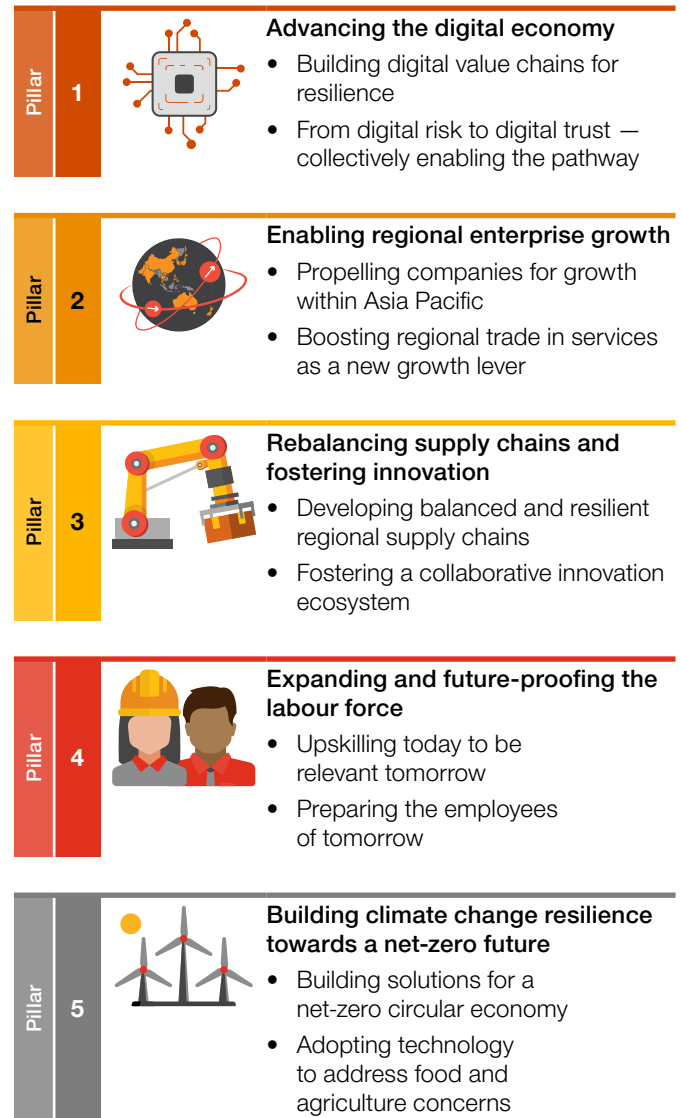 Pillar
1
Advancing the digital economy
• Building digital value chains for
resilience
• From digital risk to digital trust —
collectively enabling the pathway
Pillar
2
Enabling regional enterprise growth
• Propelling companies for growth
within Asia Pacific
• Boosting regional trade in services
as a new growth lever
Pillar
3
Rebalancing supply chains and
fostering innovation
• Developing balanced and resilient
regional supply chains
• Fostering a collaborative innovation
ecosystem
Pillar
4
Expanding and future-proofing the
labour force
• Upskilling today to be
relevant tomorrow
• Preparing the employees
of tomorrow
Pillar
5
Building climate change resilience
towards a net-zero future
• Building solutions for a
net-zero circular economy
• Adopting technology
to address food and
agriculture concerns